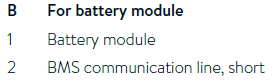 B For battery module
1 Battery module
2 BMS communication line, short